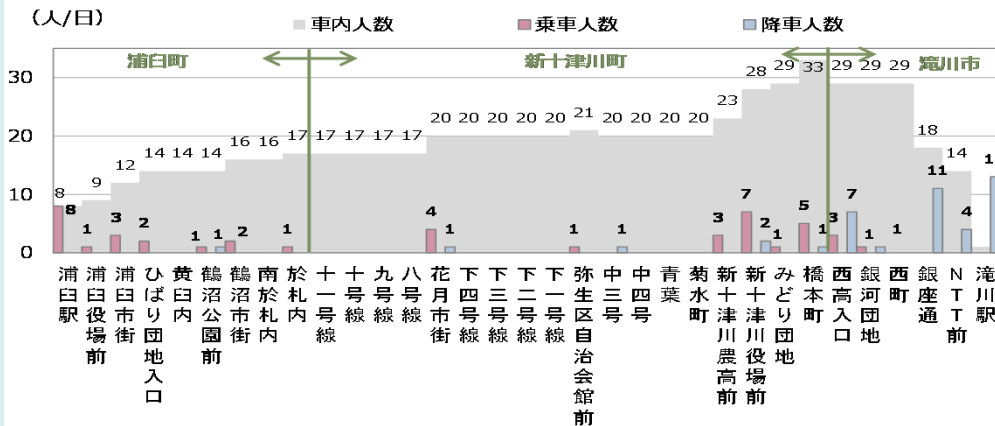 (人/日)
車内人数 乗車人数 降車人数
浦臼町 新十津川町 滝川市
30
20
10
0
8 9 12 14 14 14 16 16 17 17 17 17 17 20 20 20 20 20 21 20 20 20 20 23 28 29 33 29 29 29 18 14
8 8 1 3 2 1 1 2 2 1 4 1 1 1 3 7 2 1 5 1 3 7 1 1 1 11 4 1
浦臼駅
浦臼役場前
浦臼市街
ひばり団地入口
黄臼内
鶴沼公園前
鶴沼市街
南於札内
於札内
十一号線
十号線
九号線
八号線
花月市街
下四号線
下三号線
下二号線
下一号線
弥生区自治会館前
中三号
中四号
青葉
菊水町
新十津川農高前
新十津川役場前
みどり団地
橋本町
西高入口
銀河団地
西町
銀座通
NTT前
滝川駅